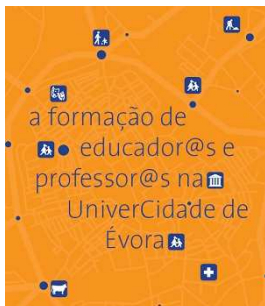 a formação de
educador@s e
professor@s na
UniverCidade de
Évora